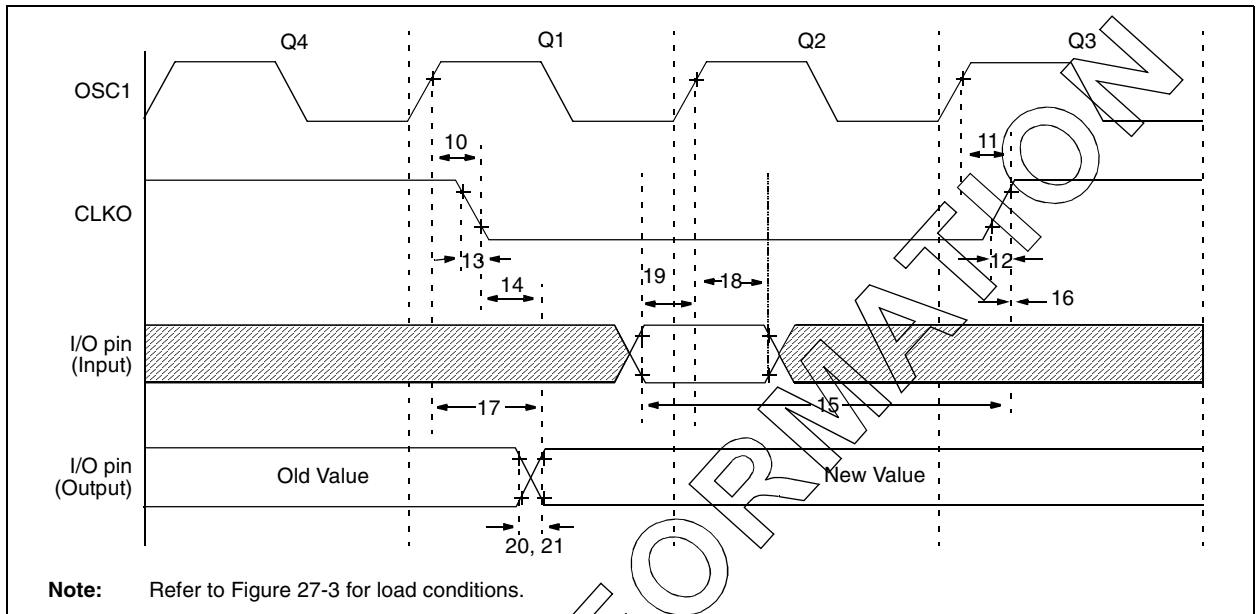 Q4 Q1 Q2 Q3
OSC1
10 11
CLKO
13 12
14 19 18 16
I/O pin
(Input)
17 15
I/O pin
(Output)
Old Value New Value
20, 21
Note: Refer to Figure 27-3 for load conditions.
FORMATION